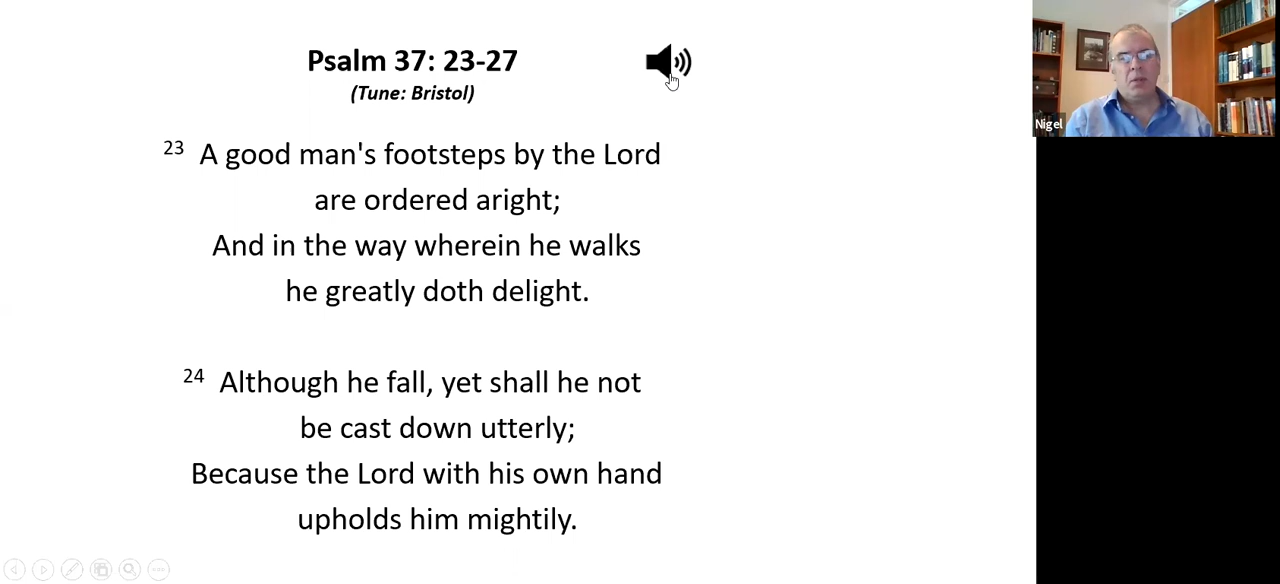 Psalm 37: 23-27
(Tune: Bristol)
23 A good man's footsteps by the Lord
are ordered aright;
And in the way wherein he walks
he greatly doth delight.
24 Although he fall, yet shall he not
be cast down utterly;
Because the Lord with his own hand
upholds him mightily.
Nigel